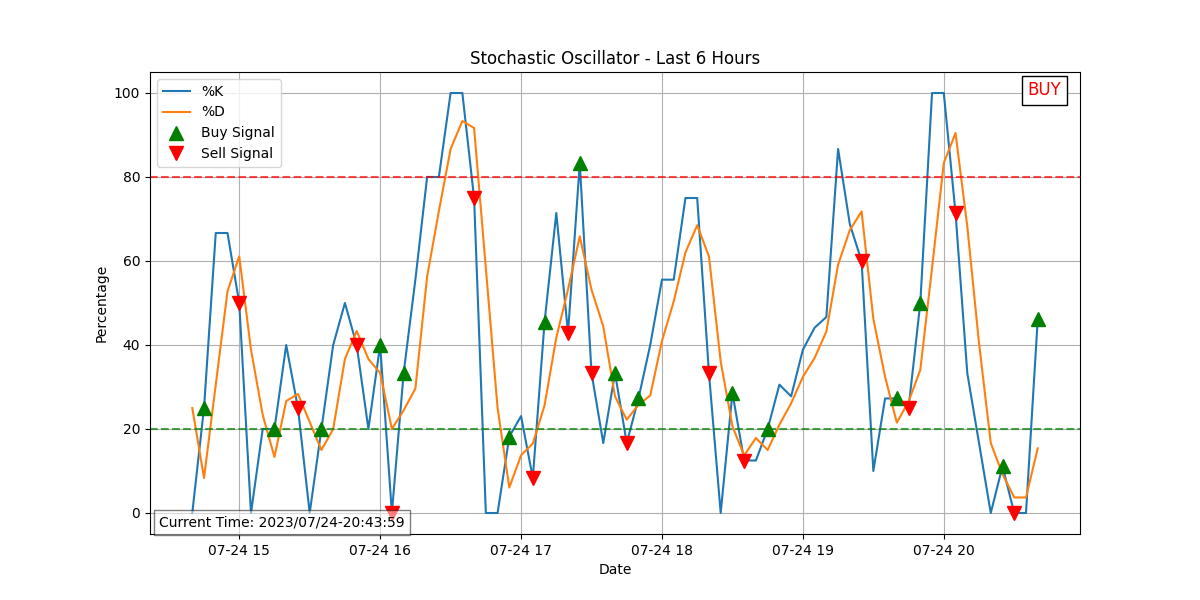 Stochastic Oscillator - Last 6 Hours
BUY
%K
%D
Buy Signal
Sell Signal
Percentage
100
80
60
40
20
0
Current Time: 2023/07/24-20:43:59
07-24 15 07-24 16 07-24 17 07-24 18 07-24 19 07-24 20
Date